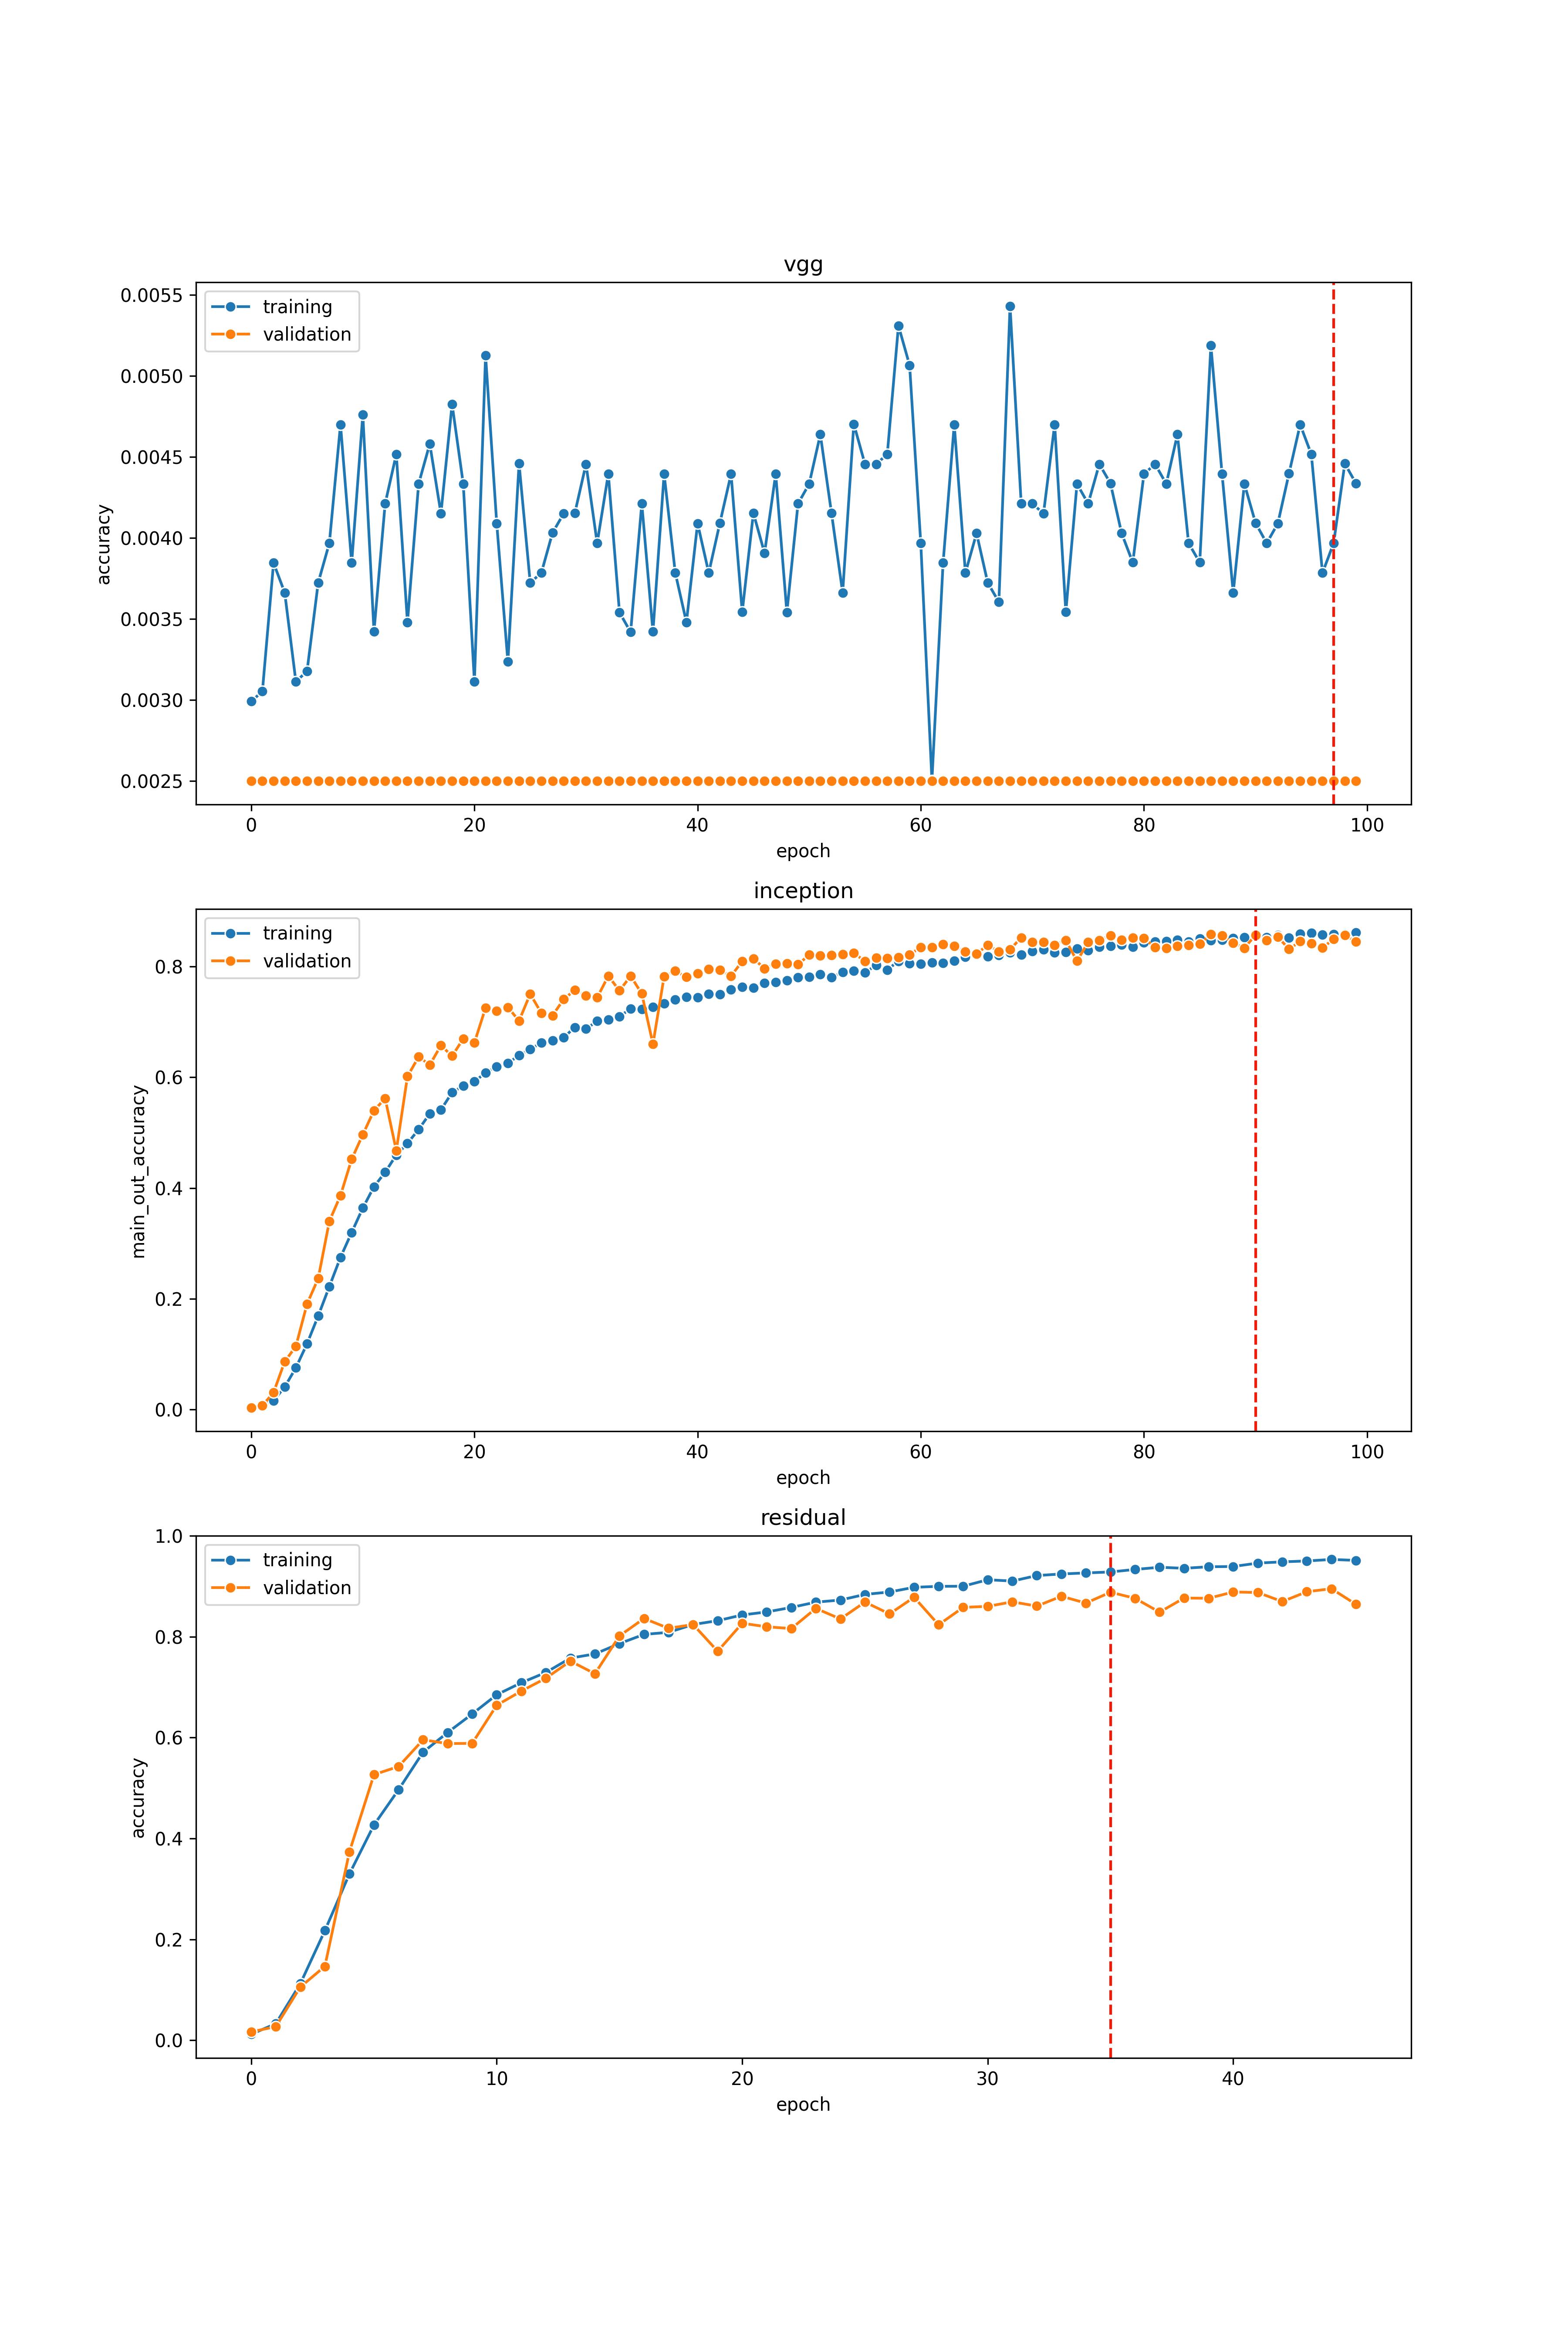 vgg
training
validation
0.0055
0.0050
0.0045
0.0040
0.0035
0.0030
0.0025
accuracy
0 20 40 60 80 100
epoch
inception
training
validation
0.8
0.6
0.4
0.2
0.0
main_out_accuracy
0 20 40 60 80 100
epoch
residual
training
validation
1.0
0.8
0.6
0.4
0.2
0.0
accuracy
0 10 20 30 40
epoch